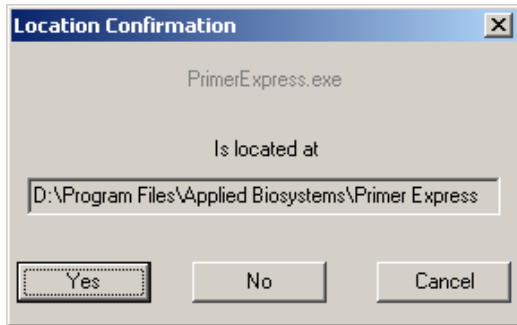 Location Confirmation
PrimerExpress.exe
Is located at
D:\Program Files\Applied Biosystems\Primer Express
Yes No Cancel